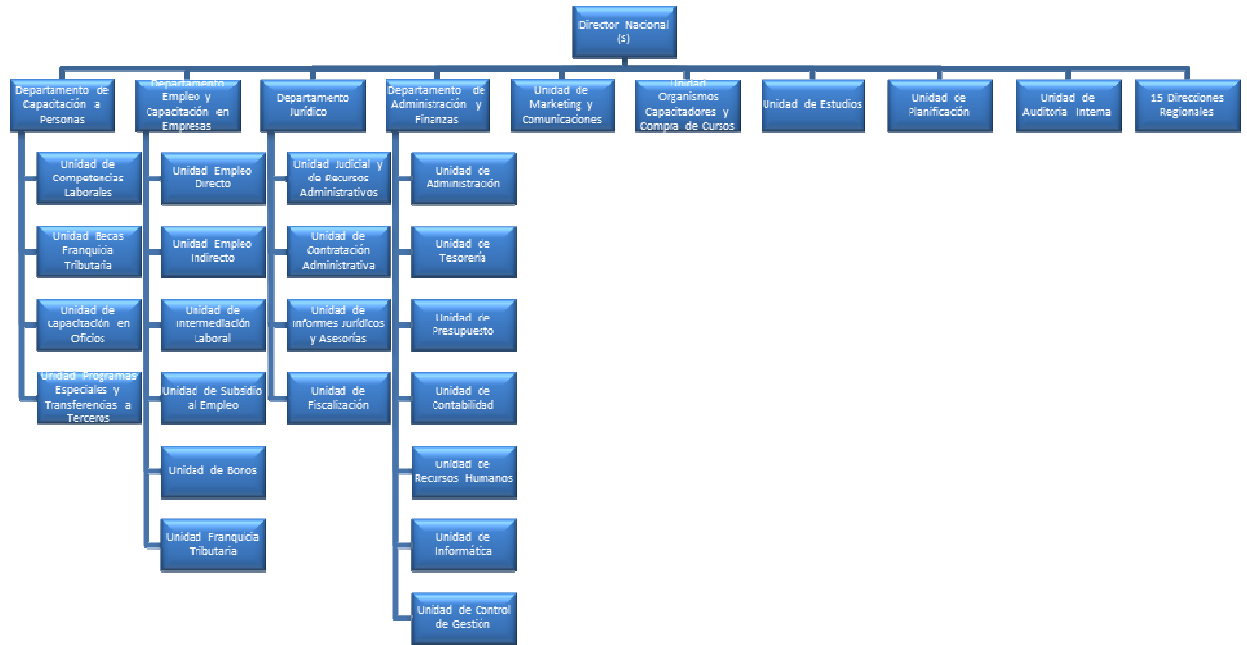 Director Nacional
(S)
Departamento de
Capacitación a
Personas
Departamento
Empleo y
Capacitación en
Empresas
Departamento
Jurídico
Departamento de
Administración y
Finanzas
Unidad de
Marketing y
Comunicaciones
Unidad
Organismos
Capacitadores y
Compra de Cursos
Unidad de Estudios
Unidad de
Planificación
Unidad de
Auditoria Interna
15 Direcciones
Regionales
Unidad de
Competencias
Laborales
Unidad Becas
Franquicia
Tributaria
Unidad de
Capacitación en
Oficios
Unidad Programas
Especiales y
Transferencias a
Terceros
Unidad Empleo
Directo
Unidad Empleo
Indirecto
Unidad de
Intermediación
Laboral
Unidad de Subsidio
al Empleo
Unidad de Bonos
Unidad Franquicia
Tributaria
Unidad Judicial y
de Recursos
Administrativos
Unidad de
Contratación
Administrativa
Unidad de
Informes Jurídicos
y Asesorías
Unidad de
Fiscalización
Unidad de
Administración
Unidad de
Tesorería
Unidad de
Presupuesto
Unidad de
Contabilidad
Unidad de
Recursos Humanos
Unidad de
Informática
Unidad de Control
de Gestión